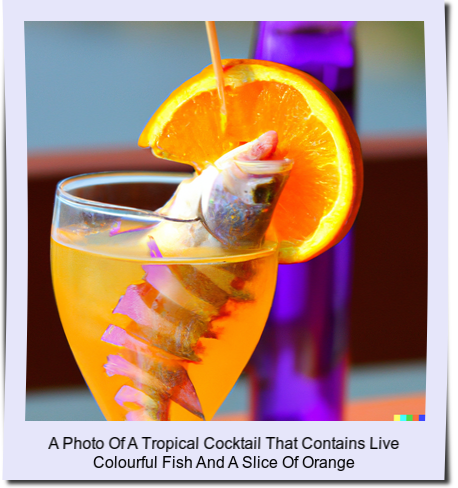 A Photo Of A Tropical Cocktail That Contains Live
Colourful Fish And A Slice Of Orange